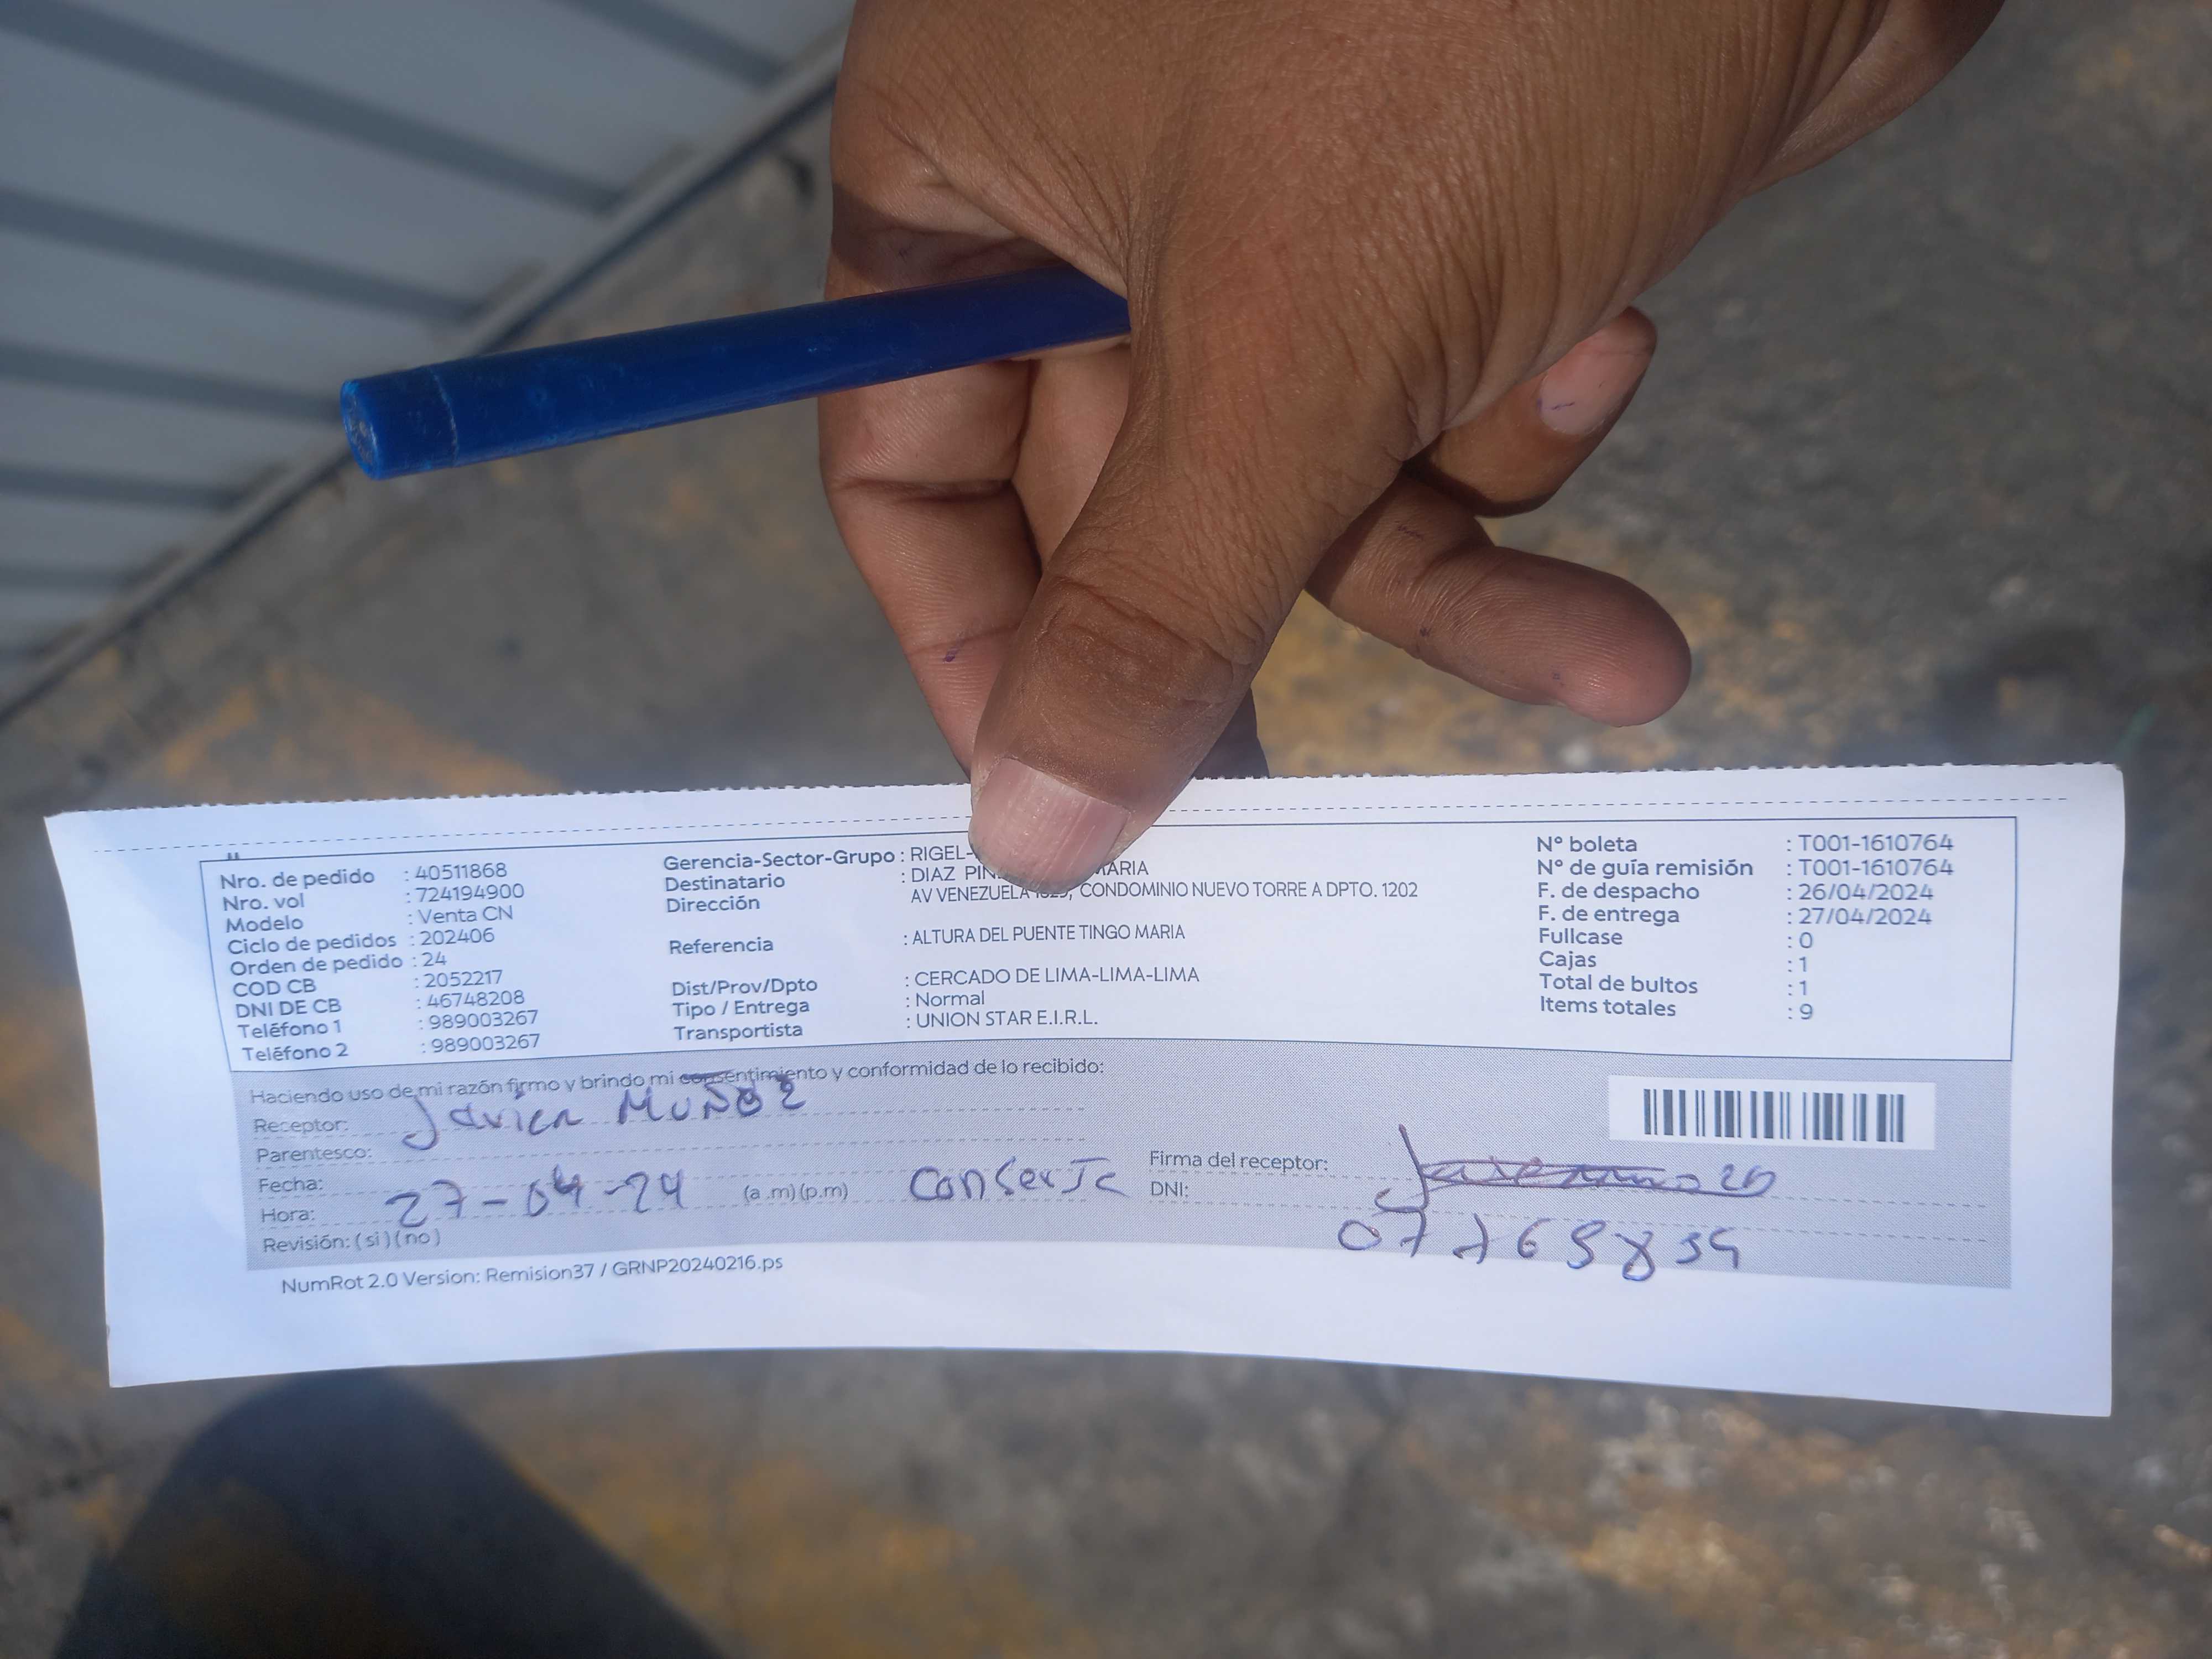 Nro. de pedido : 40511868
Nro. vol : 724194900
Modelo : Venta CN
Ciclo de pedidos : 202406
Orden de pedido : 24
COD CB : 2052217
DNI DE CB : 46748208
Teléfono 1 : 989003267
Teléfono 2 : 989003267
Gerencia-Sector-Grupo : RIGEL-
Destinatario : DIAZ ARIA
Dirección AV VENEZUELA CONDOMINIO NUEVO TORRE A DPTO. 1202
Referencia : ALTURA DEL PUENTE TINGO MARIA
Dist/Prov/Dpto : CERCADO DE LIMA-LIMA-LIMA
Tipo / Entrega : Normal
Transportista : UNION STAR E.I.R.L.
N° boleta : T001-1610764
N° de guía remisión : T001-1610764
F. de despacho : 26/04/2024
F. de entrega : 27/04/2024
Fullcase : 0
Cajas : 1
Total de bultos : 1
Items totales : 9
Haciendo uso de mi razón firmo y brindo mi consentimiento y conformidad de lo recibido:
Receptor: Javier MUÑOZ
Parentesco:
Fecha: 27-04-24 (a.m)(p.m) Conserje
Hora:
Revisión: (si)(no)
Firma del receptor:
DNI:
NumRot 2.0 Version: Remision37 / GRNP20240216.ps